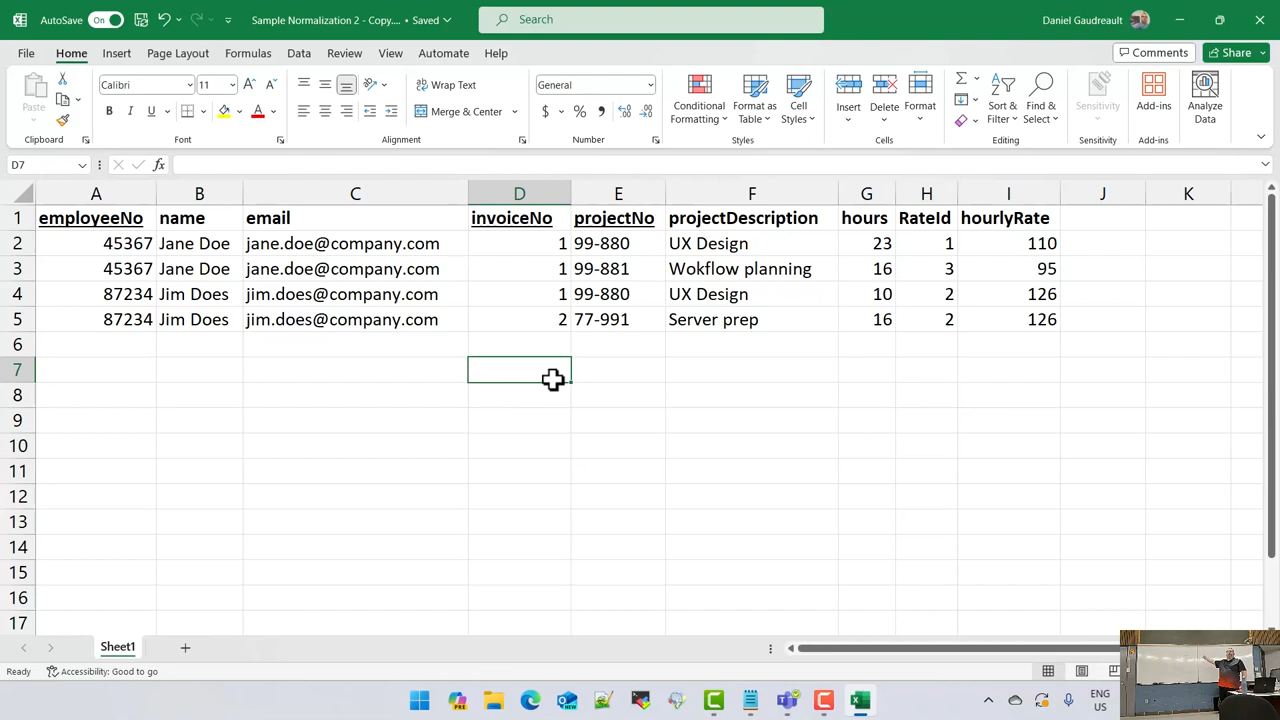 AutoSave On Sample Normalization 2 - Copy.... • Saved Search Daniel Gaudreault
File Home Insert Page Layout Formulas Data Review View Automate Help Comments Share
Paste Calibri 11 Wrap Text General Conditional Formatting Format as Table Cell Styles Insert Delete Format Sort & Filter Find & Select Sensitivity Add-ins Analyze Data
B I U Merge & Center $ %
Clipboard Font Alignment Number Styles Cells Editing Sensitivity Add-ins
D7 fx
A B C D E F G H I J K
1 employeeNo name email invoiceNo projectNo projectDescription hours RateId hourlyRate
2 45367 Jane Doe jane.doe@company.com 1 99-880 UX Design 23 1 110
3 45367 Jane Doe jane.doe@company.com 1 99-881 Wokflow planning 16 3 95
4 87234 Jim Does jim.does@company.com 1 99-880 UX Design 10 2 126
5 87234 Jim Does jim.does@company.com 2 77-991 Server prep 16 2 126
6
7
8
9
10
11
12
13
14
15
16
17
Sheet1
Ready Accessibility: Good to go
PRE NEW ENG
US